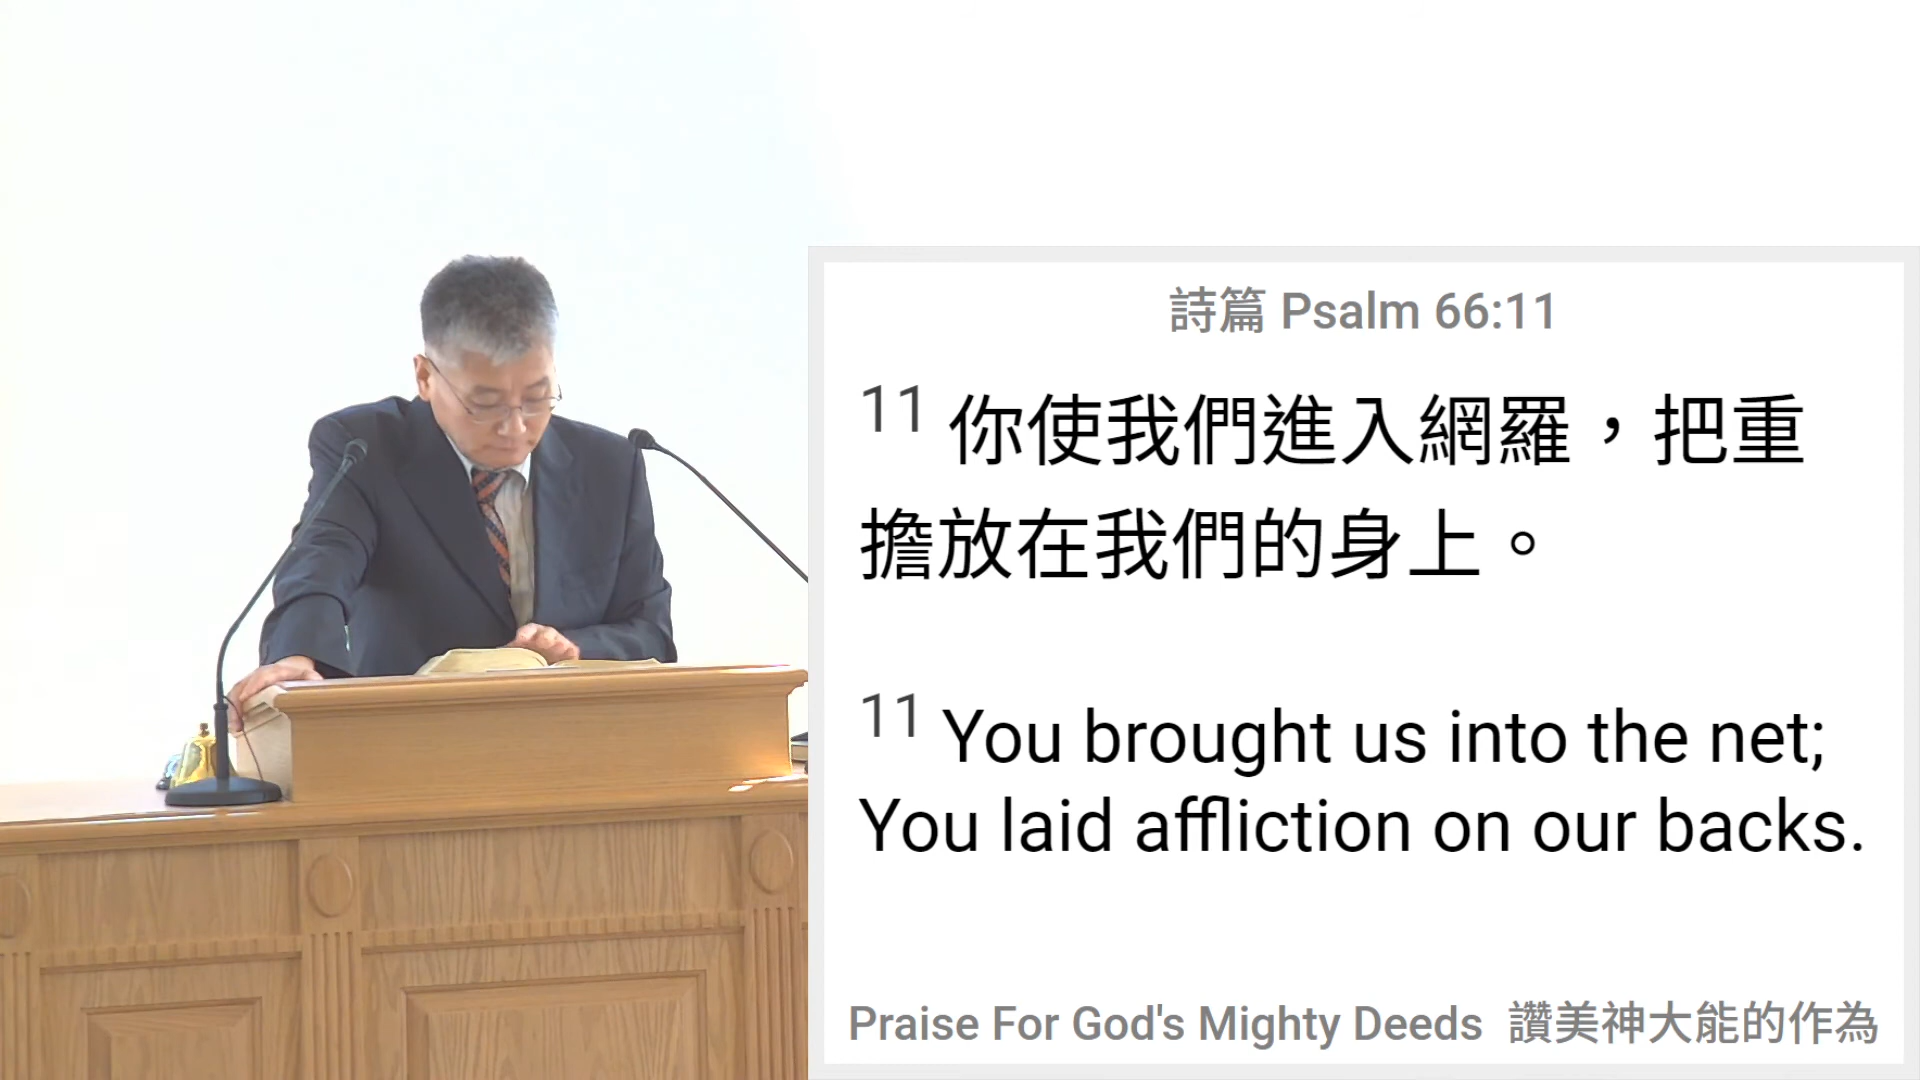 詩篇 Psalm 66:11
11 你使我們進入網羅，把重
擔放在我們的身上。
11 You brought us into the net;
You laid affliction on our backs.
Praise For God's Mighty Deeds 讚美神大能的作為